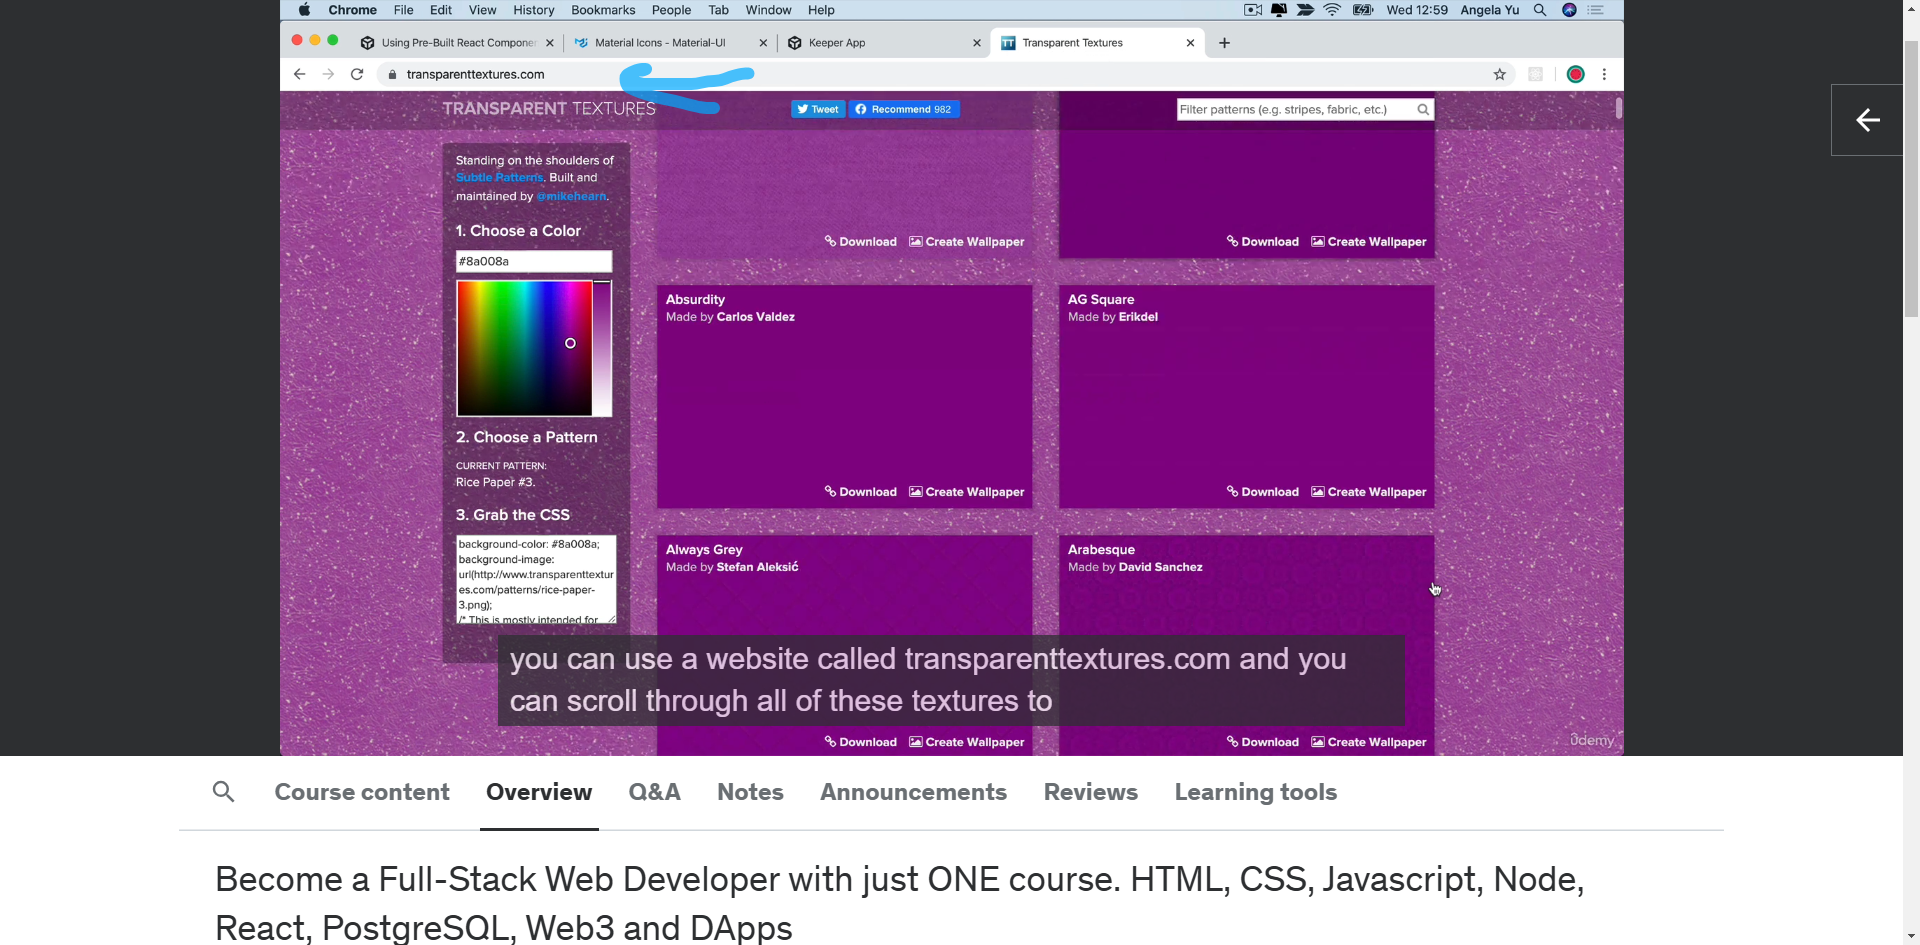 Chrome File Edit View History Bookmarks People Tab Window Help Wed 12:59 Angela Yu
Using Pre-Built React Componen Material Icons - Material-UI Keeper App Transparent Textures
transparenttextures.com
TRANSPARENT TEXTURES Tweet Recommend 982 Filter patterns (e.g. stripes, fabric, etc.)
Standing on the shoulders of
Subtle Patterns. Built and
maintained by @mikehearn.
1. Choose a Color
#8a008a
2. Choose a Pattern
CURRENT PATTERN:
Rice Paper #3.
3. Grab the CSS
background-color: #8a008a;
background-image:
url(http://www.transparenttextur
es.com/patterns/rice-paper-
3.png);
/* This is mostly intended for
Download Create Wallpaper
Download Create Wallpaper
Absurdity
Made by Carlos Valdez
Download Create Wallpaper
AG Square
Made by Erikdel
Download Create Wallpaper
Always Grey
Made by Stefan Aleksić
Download Create Wallpaper
Arabesque
Made by David Sanchez
Download Create Wallpaper
you can use a website called transparenttextures.com and you
can scroll through all of these textures to
ûdemy
Course content Overview Q&A Notes Announcements Reviews Learning tools
Become a Full-Stack Web Developer with just ONE course. HTML, CSS, Javascript, Node,
React, PostgreSQL, Web3 and DApps